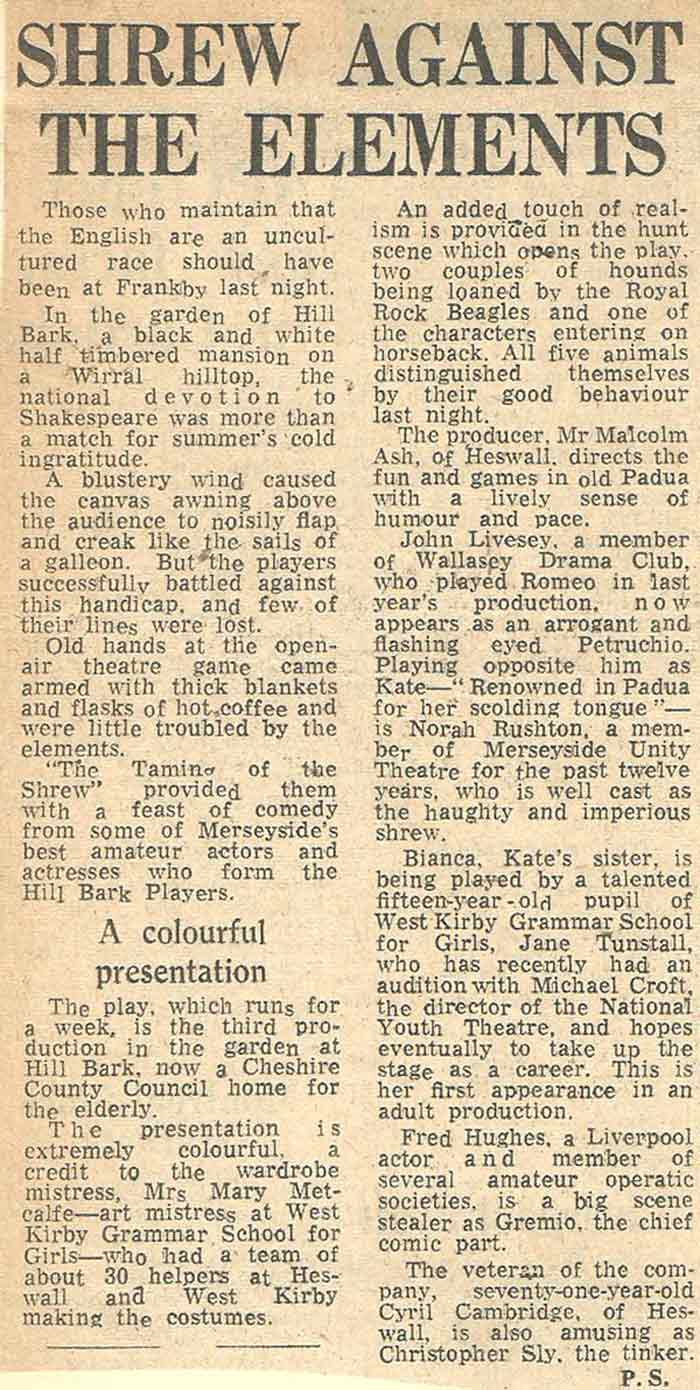 SHREW AGAINST
THE ELEMENTS
Those who maintain that
the English are an uncul-
tured race should have
been at Frankby last night.
In the garden of Hill
Bark, a black and white
half timbered mansion on
a Wirral hilltop, the
national devotion to
Shakespeare was more than
a match for summer's cold
ingratitude.
A blustery wind caused
the canvas awning above
the audience to noisily flap
and creak like the sails of
a galleon. But the players
successfully battled against
this handicap, and few of
their lines were lost.
Old hands at the open-
air theatre game came
armed with thick blankets
and flasks of hot coffee and
were little troubled by the
elements.
"The Taming of the
Shrew" provided them
with a feast of comedy
from some of Merseyside's
best amateur actors and
actresses who form the
Hill Bark Players.
A colourful
presentation
The play, which runs for
a week, is the third pro-
duction in the garden at
Hill Bark, now a Cheshire
County Council home for
the elderly.
The presentation is
extremely colourful, a
credit to the wardrobe
mistress, Mrs Mary Met-
calfe—art mistress at West
Kirby Grammar School for
Girls—who had a team of
about 30 helpers at Hes-
wall and West Kirby
making the costumes.
An added touch of real-
ism is provided in the hunt
scene which opens the play,
two couples of hounds
being loaned by the Royal
Rock Beagles and one of
the characters entering on
horseback. All five animals
distinguished themselves
by their good behaviour
last night.
The producer, Mr Malcolm
Ash, of Heswall, directs the
fun and games in old Padua
with a lively sense of
humour and pace.
John Livesey, a member
of Wallasey Drama Club,
who played Romeo in last
year's production, now
appears as an arrogant and
flashing eyed Petruchio.
Playing opposite him as
Kate—"Renowned in Padua
for her scolding tongue"—
is Norah Rushton, a mem-
ber of Merseyside Unity
Theatre for the past twelve
years, who is well cast as
the haughty and imperious
shrew.
Bianca, Kate's sister, is
being played by a talented
fifteen-year-old pupil of
West Kirby Grammar School
for Girls, Jane Tunstall,
who has recently had an
audition with Michael Croft,
the director of the National
Youth Theatre, and hopes
eventually to take up the
stage as a career. This is
her first appearance in an
adult production.
Fred Hughes, a Liverpool
actor and member of
several amateur operatic
societies, is a big scene
stealer as Gremio, the chief
comic part.
The veteran of the com-
pany, seventy-one-year-old
Cyril Cambridge, of Hes-
wall, is also amusing as
Christopher Sly, the tinker.
P. S.